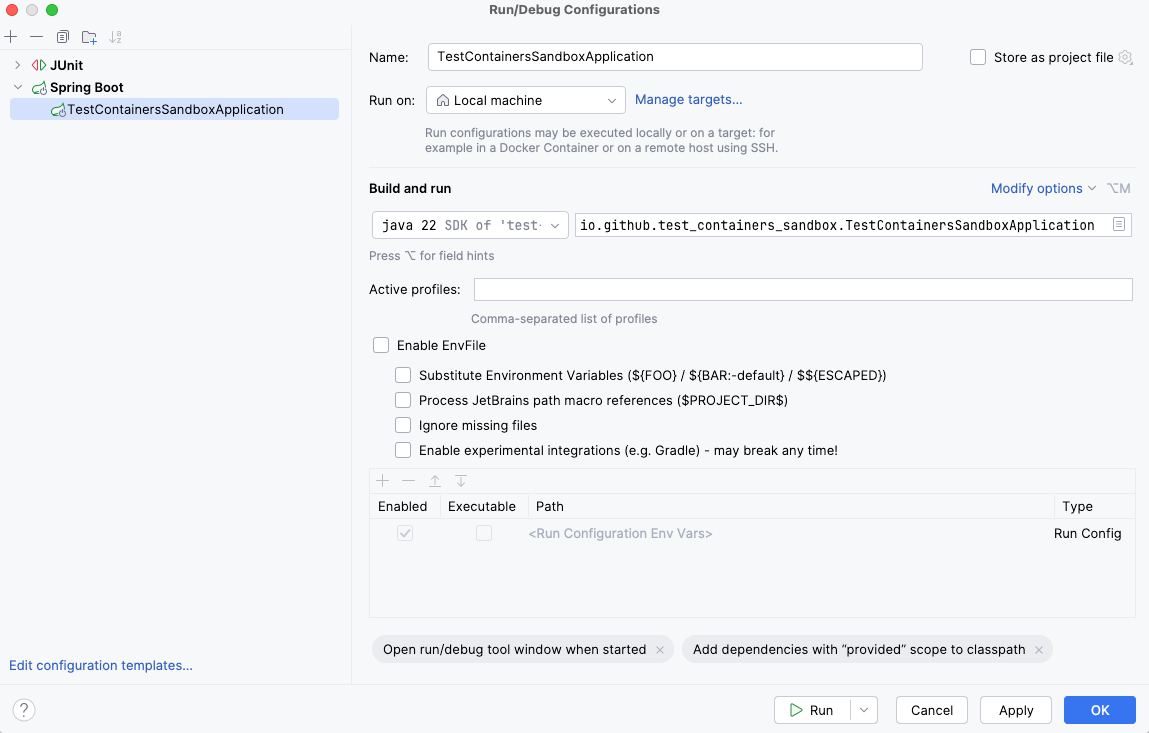 Run/Debug Configurations
JUnit
Spring Boot
TestContainersSandboxApplication
Edit configuration templates...
Name: TestContainersSandboxApplication
Store as project file
Run on: Local machine
Manage targets...
Run configurations may be executed locally or on a target: for
example in a Docker Container or on a remote host using SSH.
Build and run
Modify options ⌥M
java 22 SDK of 'test-
io.github.test_containers_sandbox.TestContainersSandboxApplication
Press ⌥ for field hints
Active profiles:
Comma-separated list of profiles
Enable EnvFile
Substitute Environment Variables (${FOO} / ${BAR:-default} / $${ESCAPED})
Process JetBrains path macro references ($PROJECT_DIR$)
Ignore missing files
Enable experimental integrations (e.g. Gradle) - may break any time!
Enabled Executable Path Type
<Run Configuration Env Vars> Run Config
Open run/debug tool window when started ×
Add dependencies with “provided” scope to classpath ×
?
Run
Cancel
Apply
OK